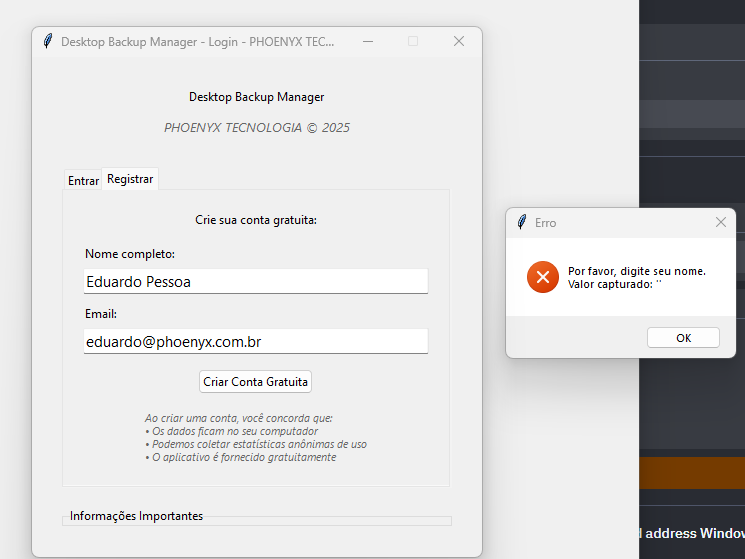 Desktop Backup Manager - Login - PHOENYX TEC...
Desktop Backup Manager
PHOENYX TECNOLOGIA © 2025
Entrar
Registrar
Crie sua conta gratuita:
Nome completo:
Eduardo Pessoa
Email:
eduardo@phoenyx.com.br
Criar Conta Gratuita
Ao criar uma conta, você concorda que:
• Os dados ficam no seu computador
• Podemos coletar estatísticas anônimas de uso
• O aplicativo é fornecido gratuitamente
Informações Importantes
Erro
Por favor, digite seu nome.
Valor capturado: ''
OK
address Window